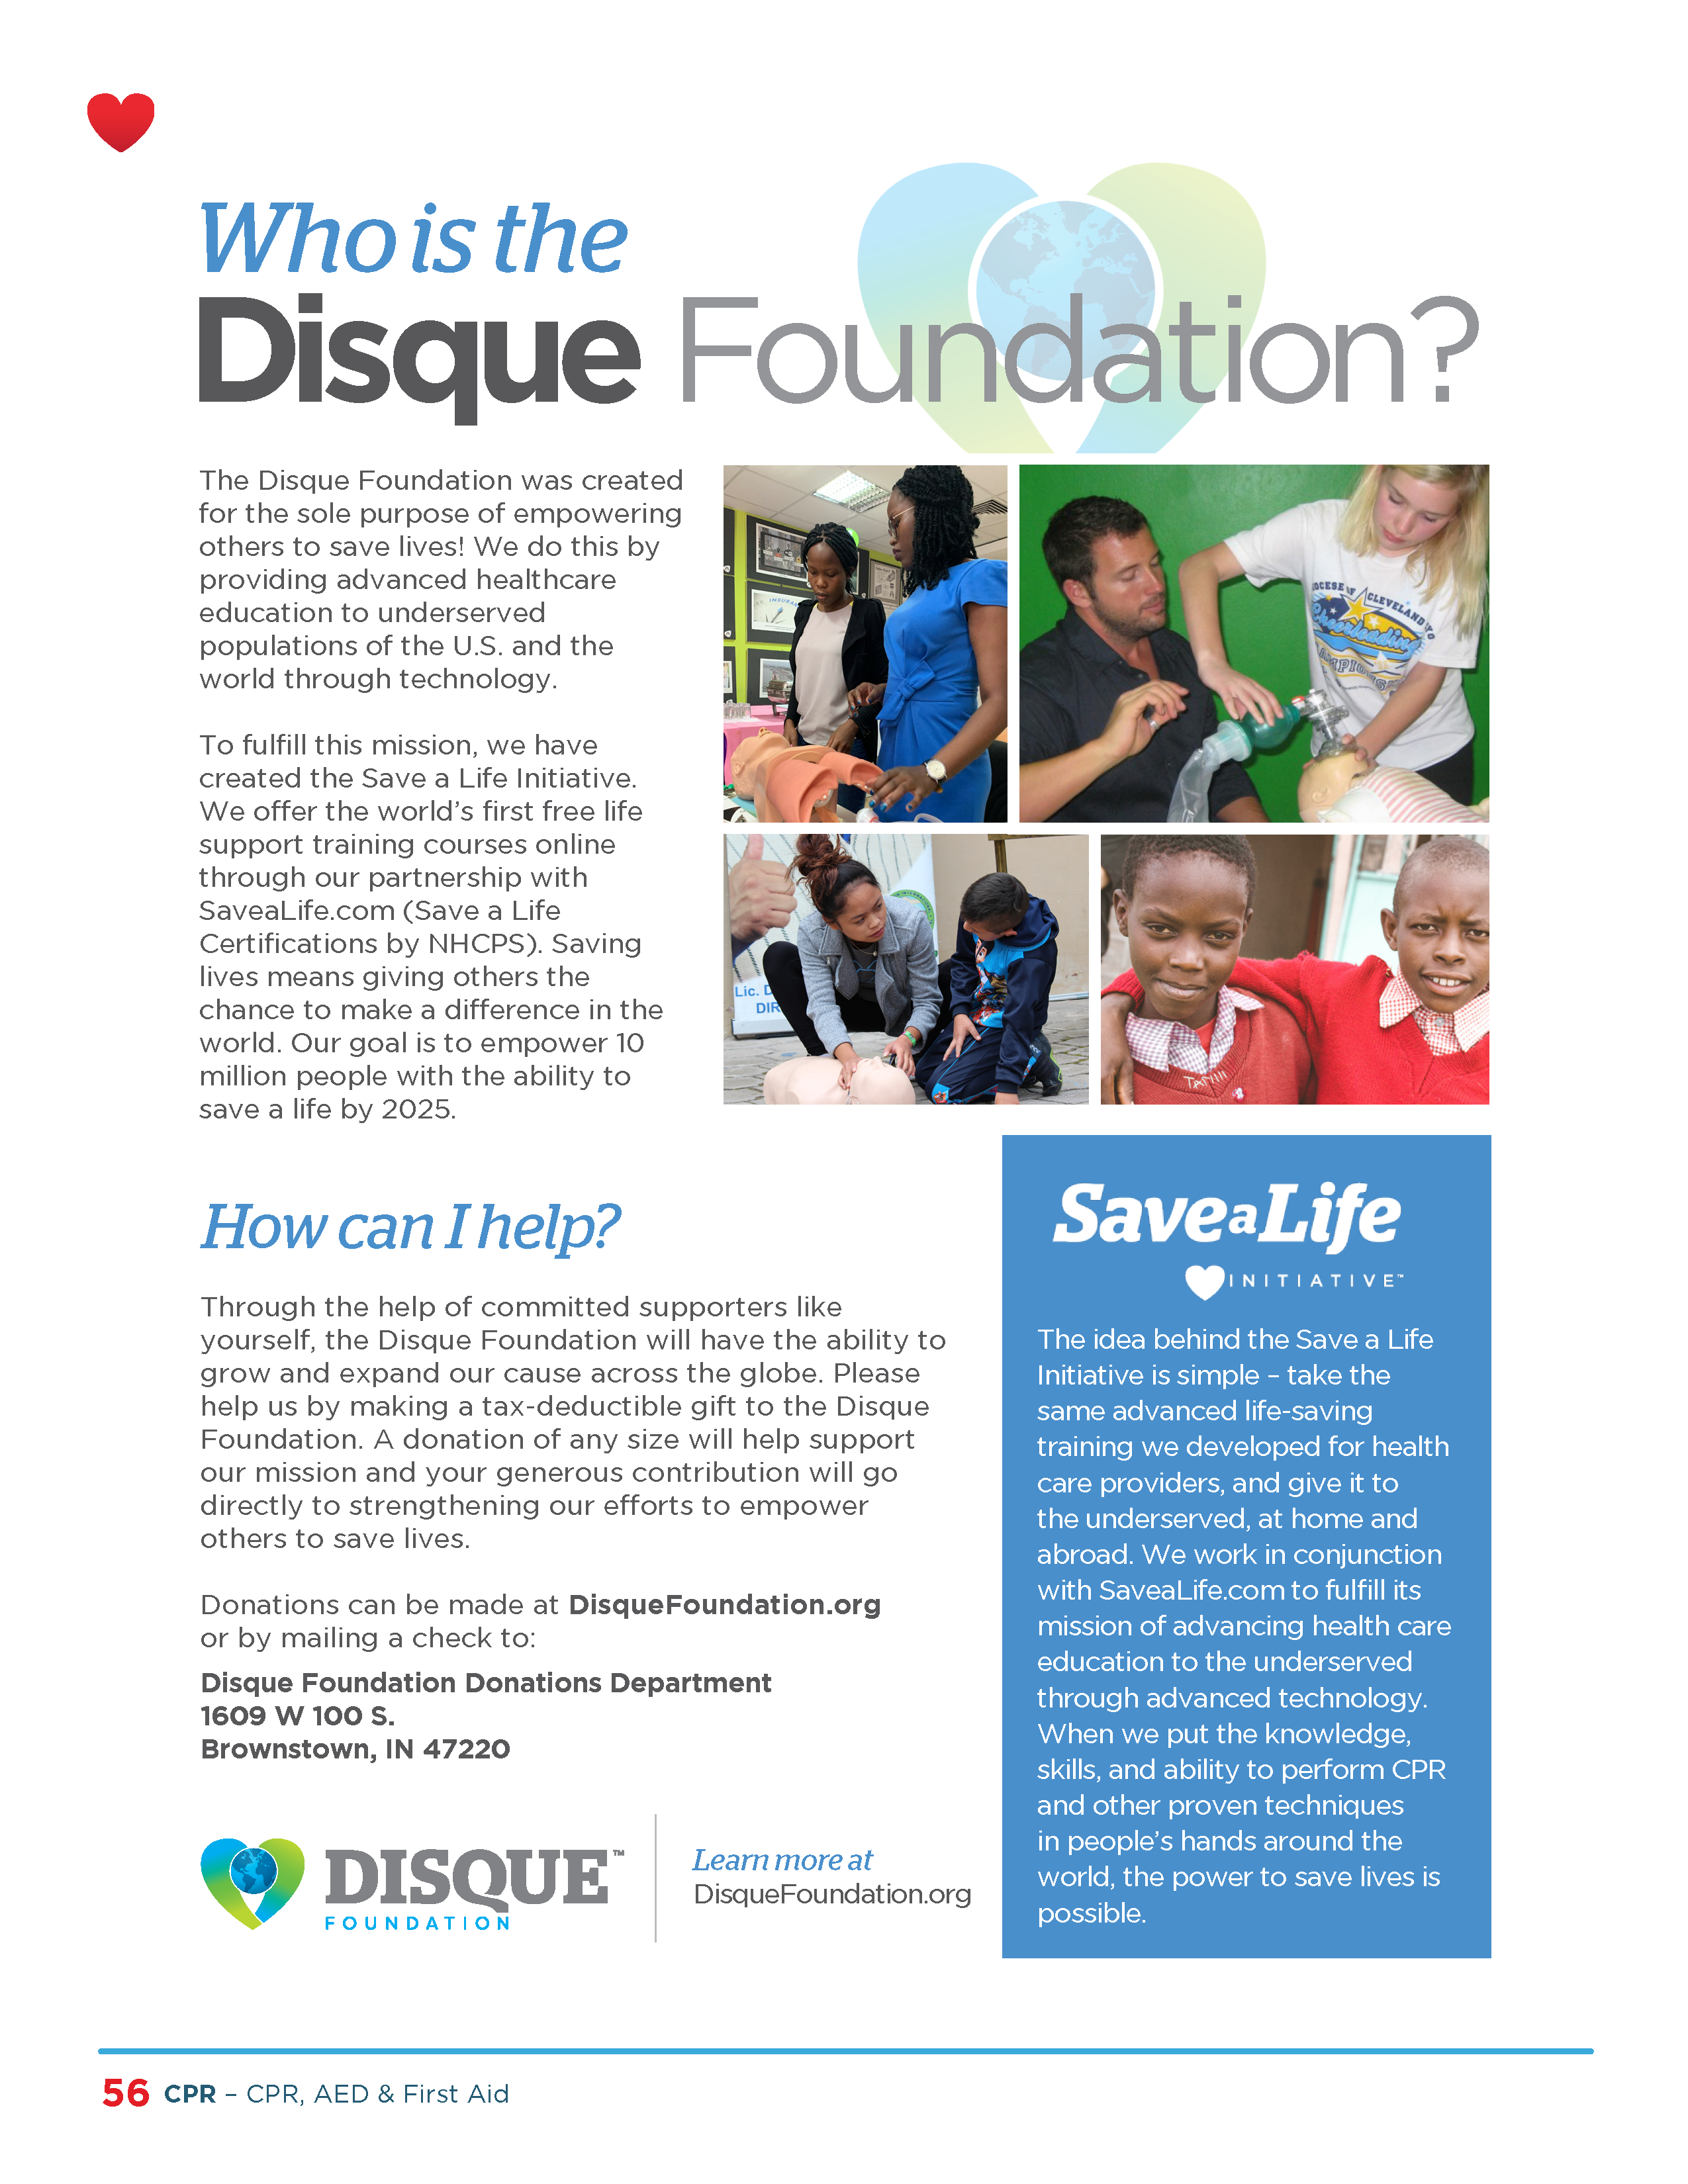 Who is the
Disque Foundation?
The Disque Foundation was created
for the sole purpose of empowering
others to save lives! We do this by
providing advanced healthcare
education to underserved
populations of the U.S. and the
world through technology.
To fulfill this mission, we have
created the Save a Life Initiative.
We offer the world’s first free life
support training courses online
through our partnership with
SaveaLife.com (Save a Life
Certifications by NHCPS). Saving
lives means giving others the
chance to make a difference in the
world. Our goal is to empower 10
million people with the ability to
save a life by 2025.
DIOCESE OF CLEVELAND
Cheerleading
Lic. D
DIR
How can I help?
Through the help of committed supporters like
yourself, the Disque Foundation will have the ability to
grow and expand our cause across the globe. Please
help us by making a tax-deductible gift to the Disque
Foundation. A donation of any size will help support
our mission and your generous contribution will go
directly to strengthening our efforts to empower
others to save lives.
Donations can be made at DisqueFoundation.org
or by mailing a check to:
Disque Foundation Donations Department
1609 W 100 S.
Brownstown, IN 47220
DISQUE™
FOUNDATION
Learn more at
DisqueFoundation.org
Save a Life
INITIATIVE™
The idea behind the Save a Life
Initiative is simple – take the
same advanced life-saving
training we developed for health
care providers, and give it to
the underserved, at home and
abroad. We work in conjunction
with SaveaLife.com to fulfill its
mission of advancing health care
education to the underserved
through advanced technology.
When we put the knowledge,
skills, and ability to perform CPR
and other proven techniques
in people’s hands around the
world, the power to save lives is
possible.
56 CPR – CPR, AED & First Aid